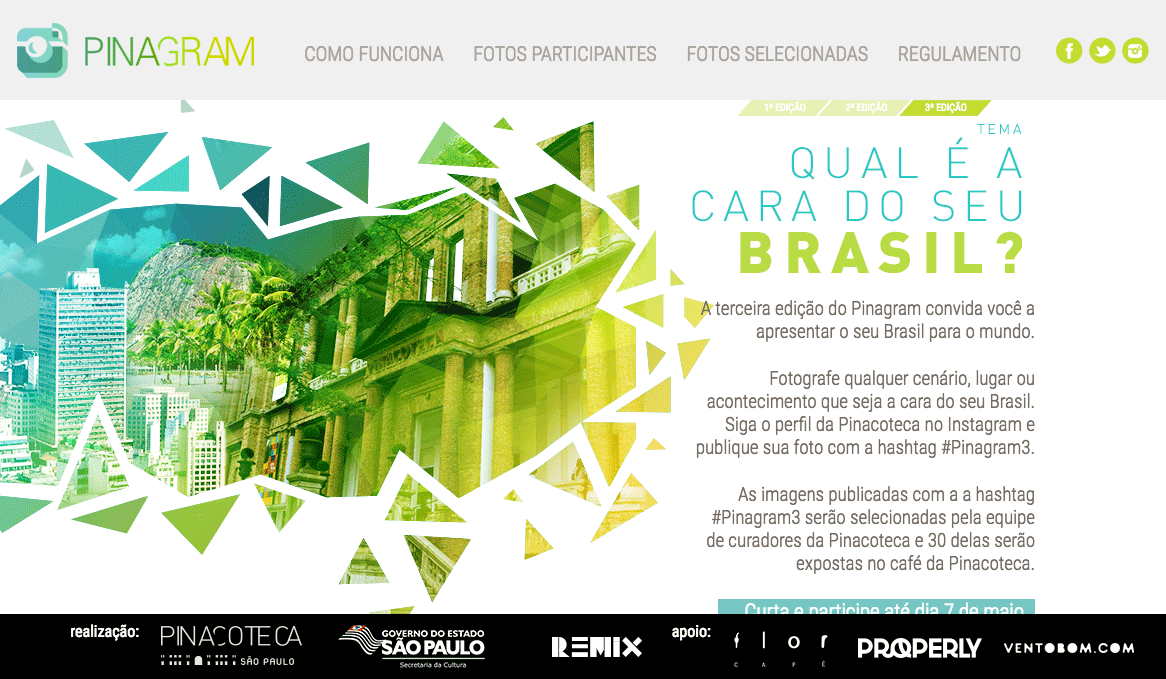 PINAGRAM
COMO FUNCIONA
FOTOS PARTICIPANTES
FOTOS SELECIONADAS
REGULAMENTO
1ª EDIÇÃO
2ª EDIÇÃO
3ª EDIÇÃO
TEMA
QUAL É A
CARA DO SEU
BRASIL?
A terceira edição do Pinagram convida você a
apresentar o seu Brasil para o mundo.
Fotografe qualquer cenário, lugar ou
acontecimento que seja a cara do seu Brasil.
Siga o perfil da Pinacoteca no Instagram e
publique sua foto com a hashtag #Pinagram3.
As imagens publicadas com a a hashtag
#Pinagram3 serão selecionadas pela equipe
de curadores da Pinacoteca e 30 delas serão
expostas no café da Pinacoteca.
Curta e participe até dia 7 de maio
realização:
PINACOTECA
SÃO PAULO
GOVERNO DO ESTADO
SÃO PAULO
Secretaria da Cultura
REMIX
apoio:
flor
CAFÉ
PROPERLY
VENTOBOM.COM